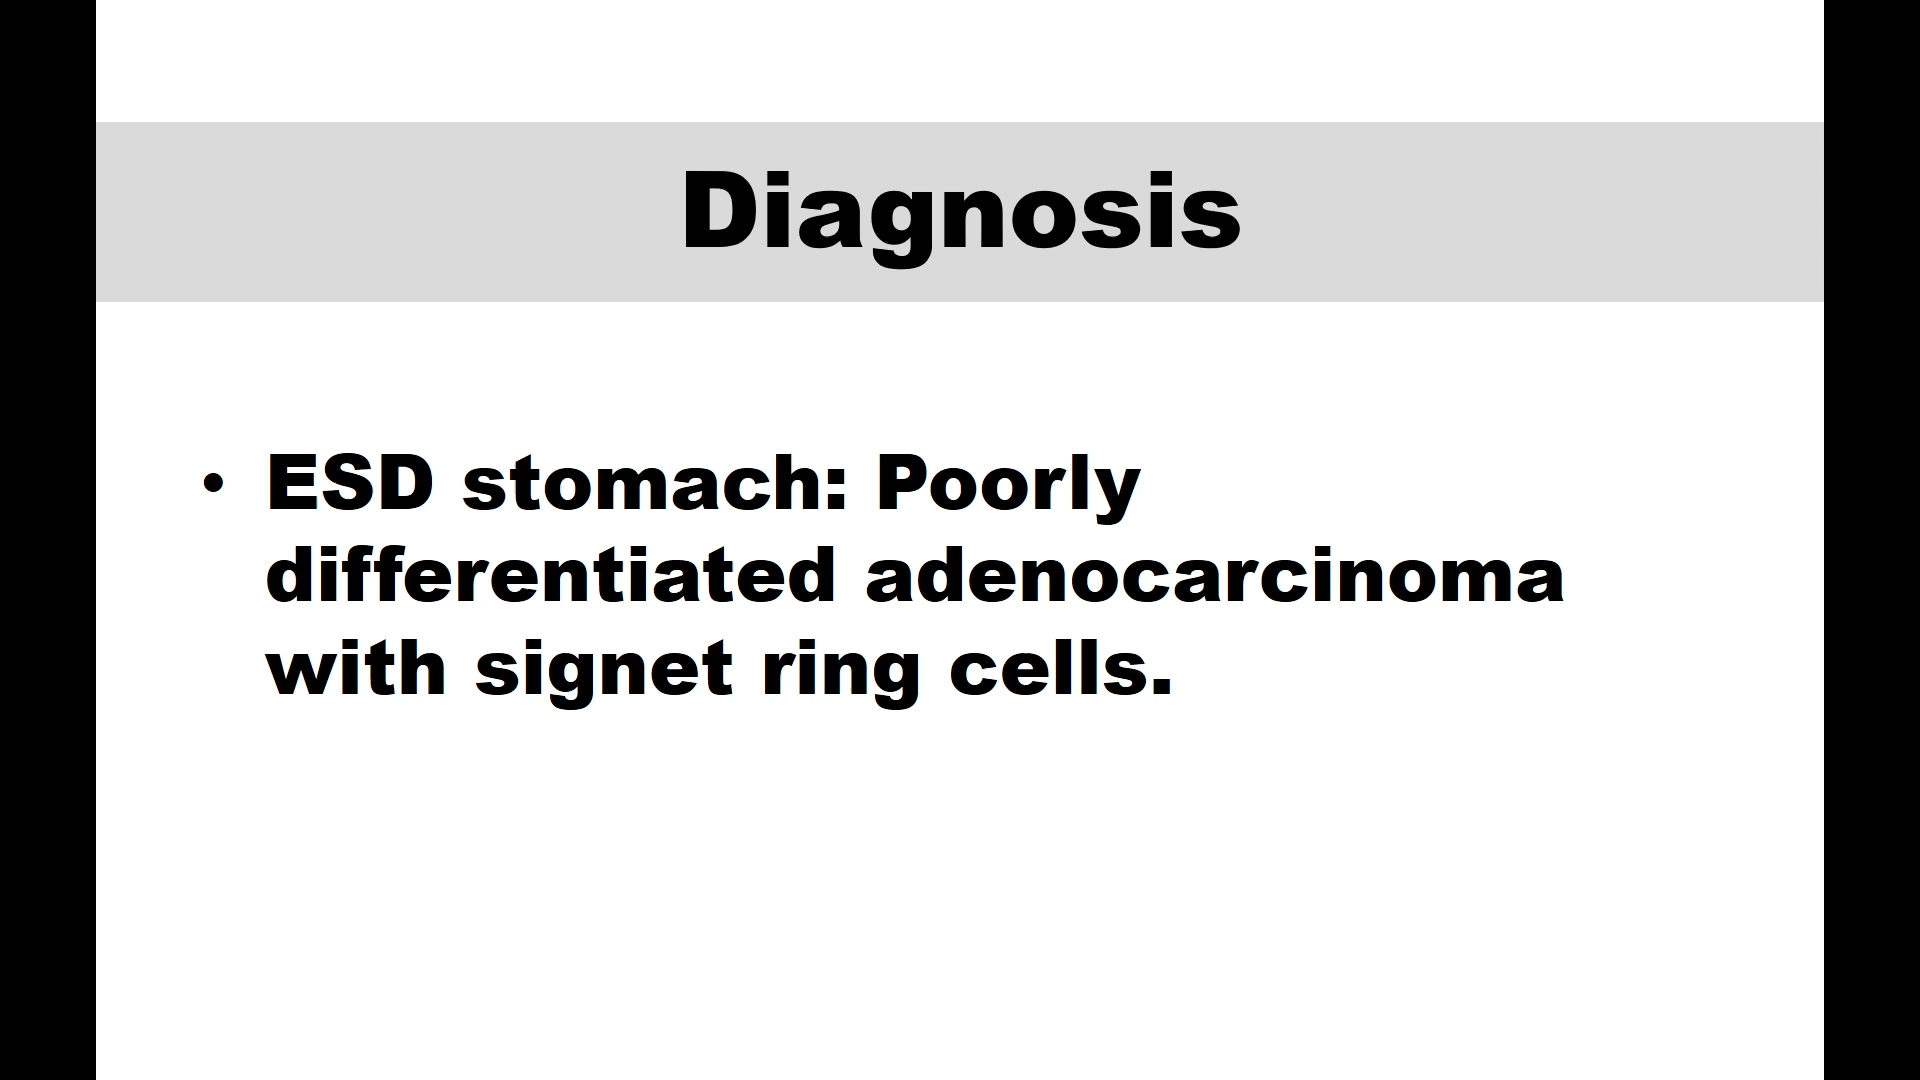 Diagnosis
• ESD stomach: Poorly
differentiated adenocarcinoma
with signet ring cells.